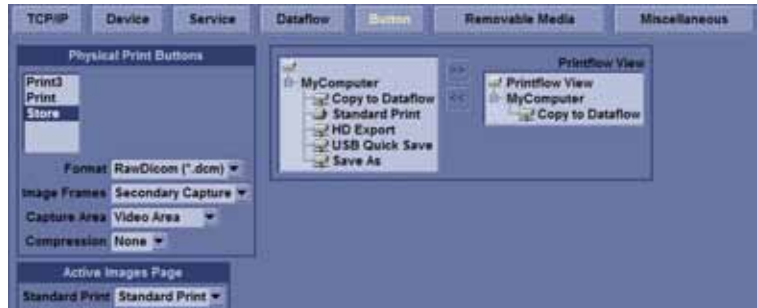 TCP/IP Device Service Dataflow Button Removable Media Miscellaneous
Physical Print Buttons
Print3
Print
Store
Format RawDicom (*.dcm)
Image Frames Secondary Capture
Capture Area Video Area
Compression None
Active Images Page
Standard Print Standard Print
MyComputer
Copy to Dataflow
Standard Print
HD Export
USB Quick Save
Save As
>>
<<
Printflow View
Printflow View
MyComputer
Copy to Dataflow